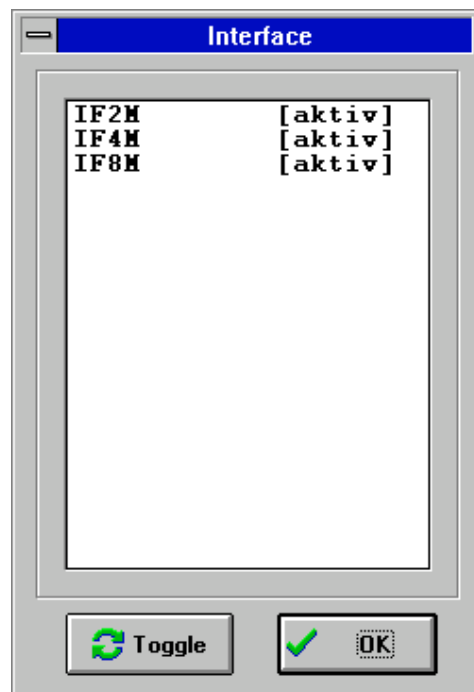 Interface
IF2M [aktiv]
IF4M [aktiv]
IF8M [aktiv]
Toggle
OK